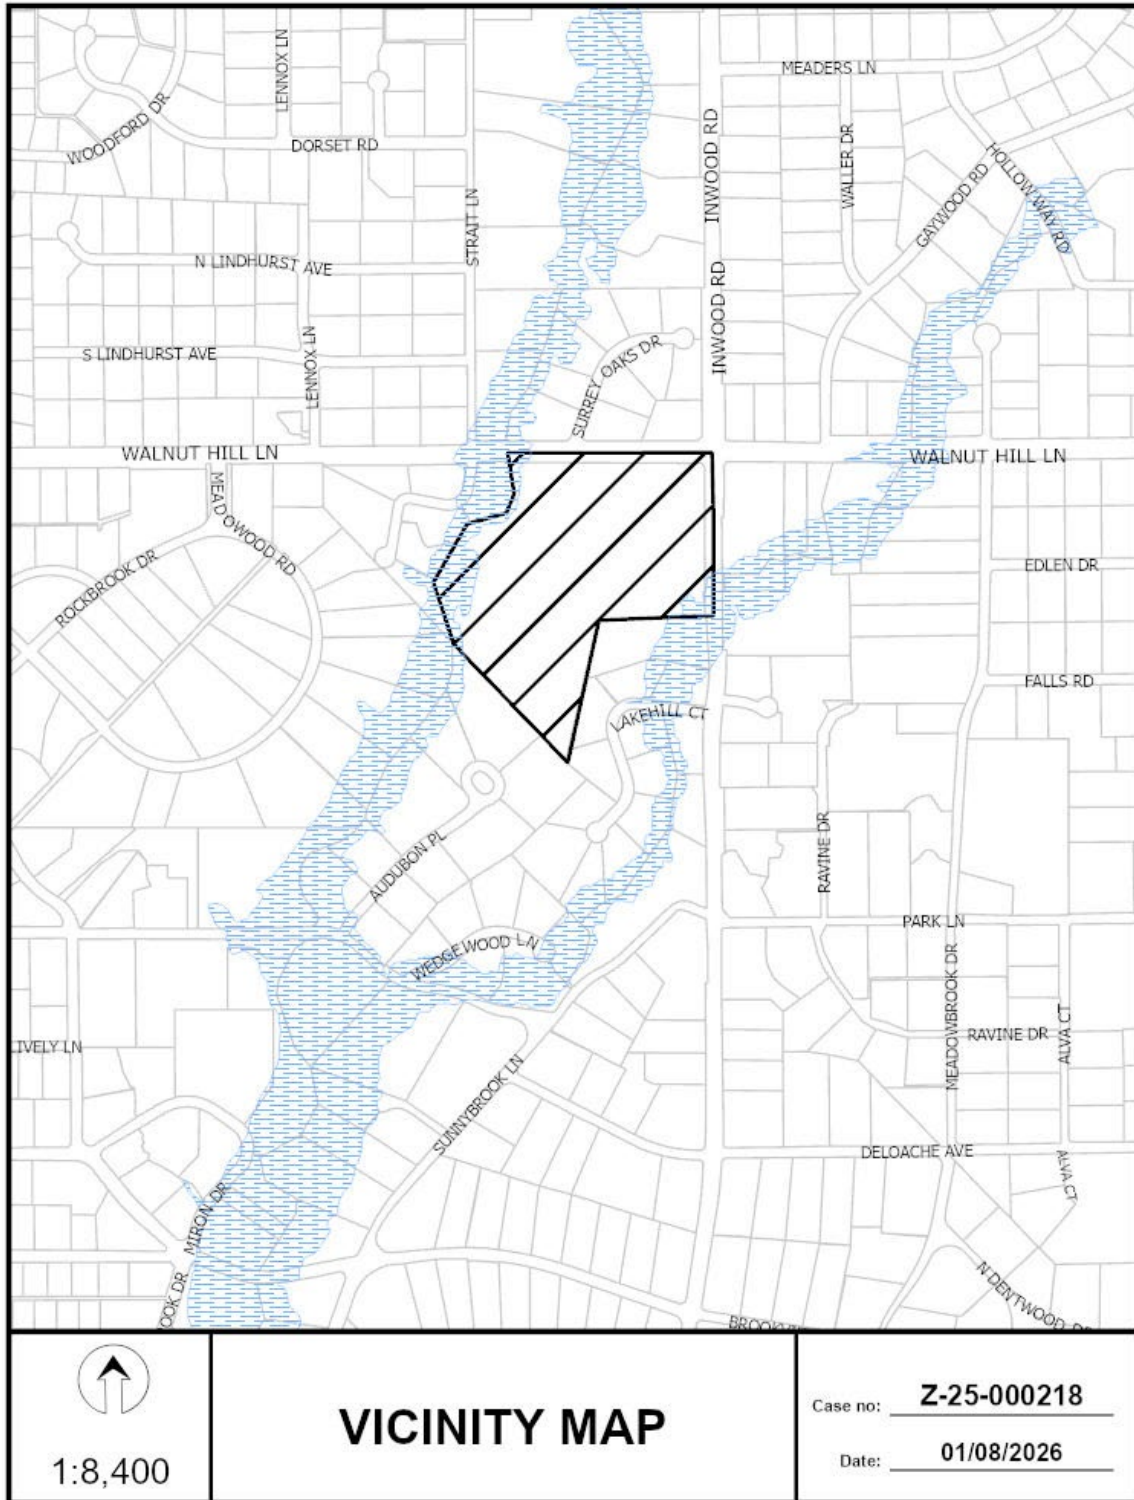 MEADERS LN
LENNOX LN
WOODFORD DR
DORSET RD
INWOOD RD
WALLER DR
HOLLOW WAY RD
GAYWOOD RD
STRAIT LN
N LINDHURST AVE
INWOOD RD
S LINDHURST AVE
LENNOX LN
SURREY OAKS DR
WALNUT HILL LN
WALNUT HILL LN
MEADOWOOD RD
ROCKBROOK DR
EDLEN DR
FALLS RD
LAKEHILL CT
AUDUBON PL
RAVINE DR
PARK LN
WEDGEWOOD LN
MEADOWBROOK DR
RAVINE DR
ALVA CT
IVELY LN
SUNNYBROOK LN
DELOACHE AVE
ALVA CT
MIRON DR
OOK DR
N DENTWOOD DR
1:8,400
VICINITY MAP
Case no: Z-25-000218
Date: 01/08/2026